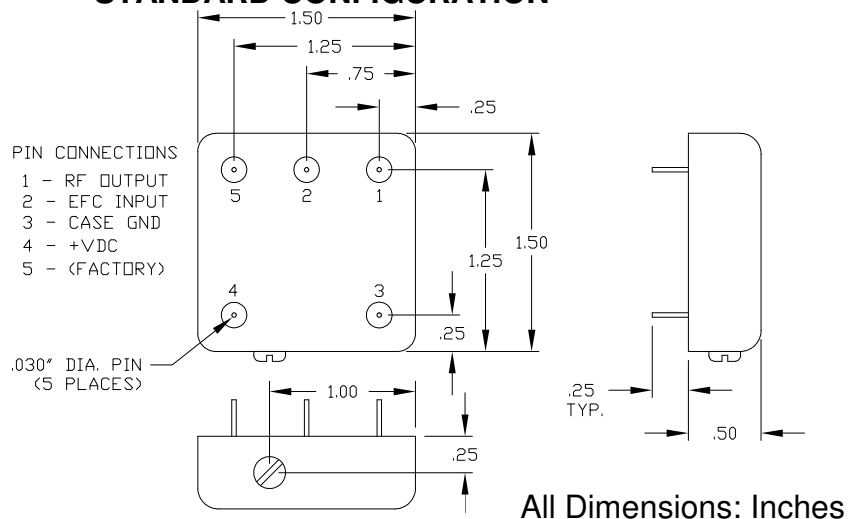 STANDARD CONFIGURATION
1.50
1.25
.75
.25
PIN CONNECTIONS
1 - RF OUTPUT
2 - EFC INPUT
3 - CASE GND
4 - +VDC
5 - (FACTORY)
5 2 1
4 3
1.50
1.25
.25
.030" DIA. PIN
(5 PLACES)
1.00
.25
.25
TYP.
.50
All Dimensions: Inches